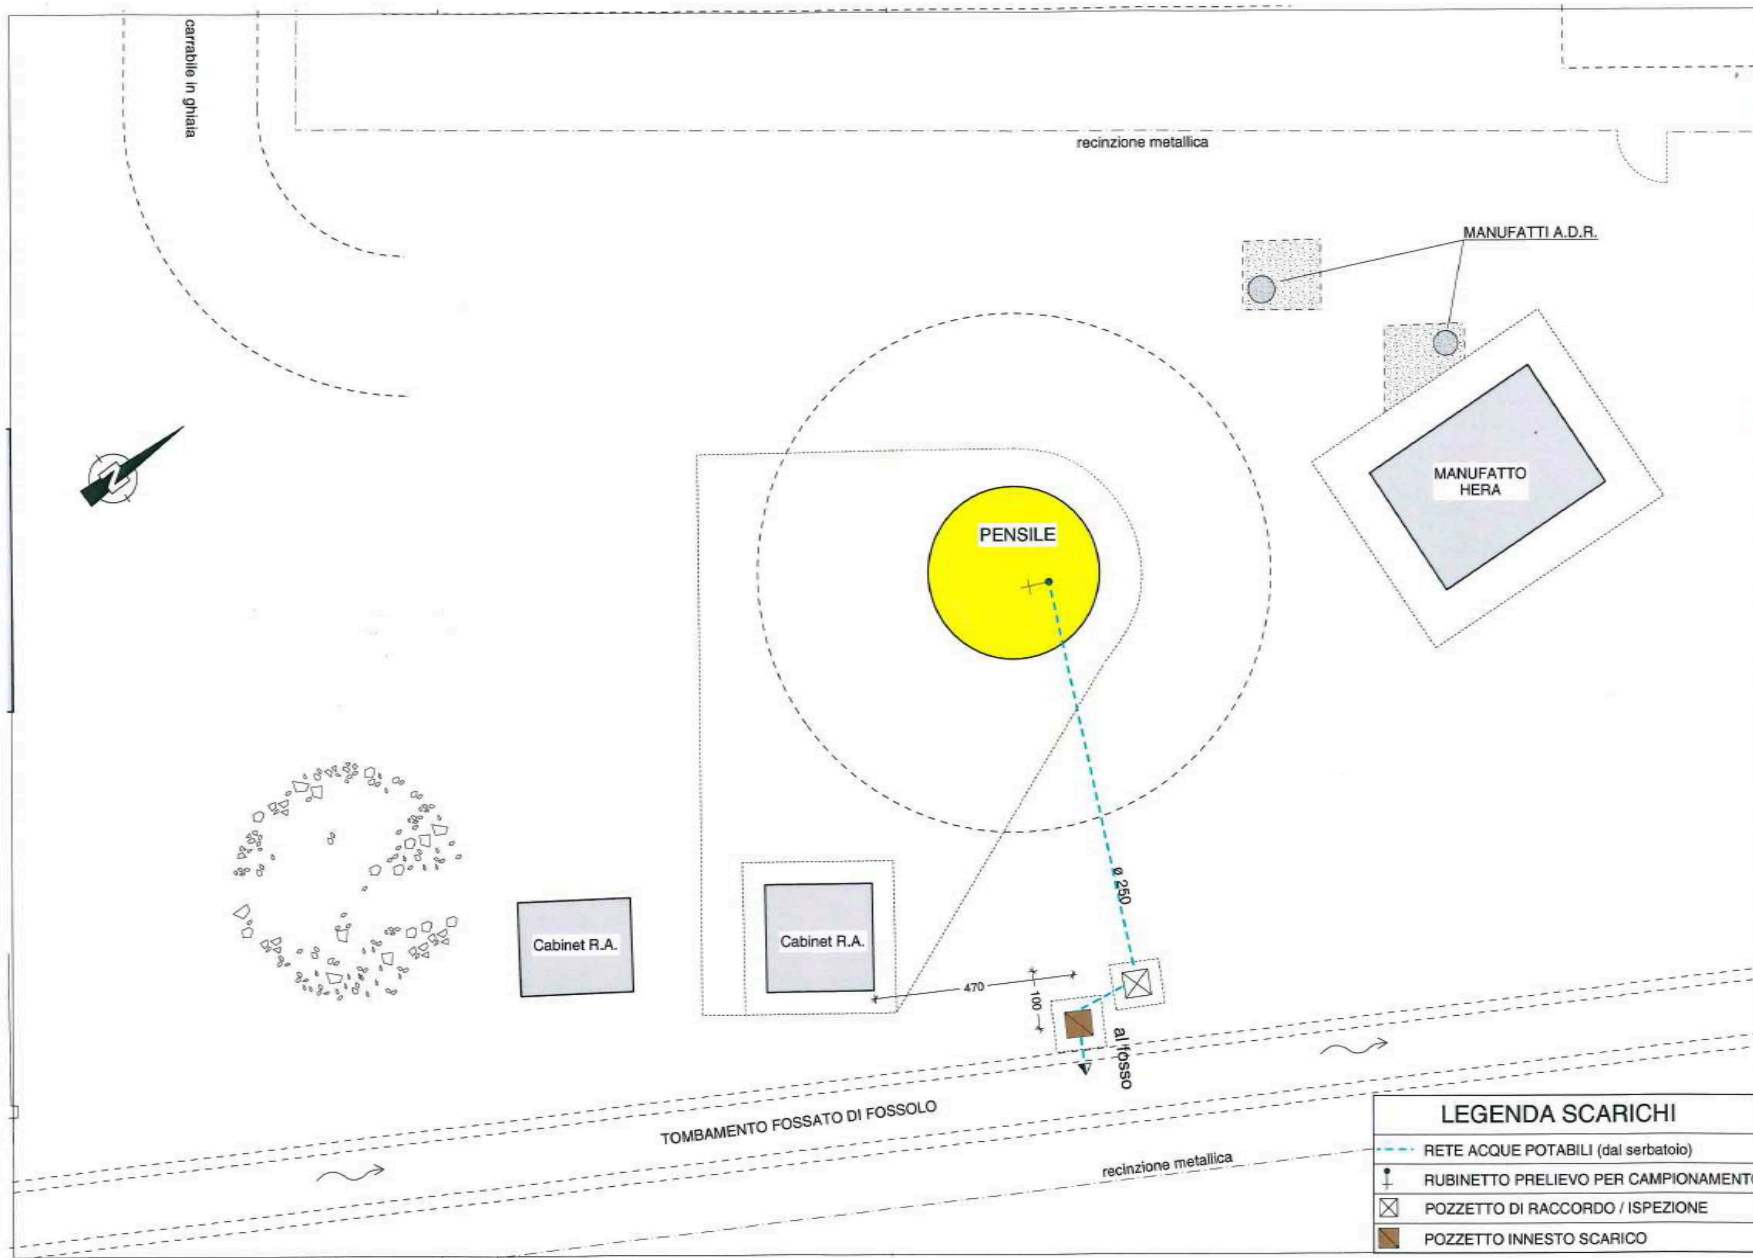 carrabile in ghiaia
recinzione metallica
MANUFATTI A.D.R.
N
MANUFATTO
HERA
PENSILE
ø 250
Cabinet R.A.
Cabinet R.A.
470
100
al fosso
TOMBAMENTO FOSSATO DI FOSSOLO
recinzione metallica
LEGENDA SCARICHI
RETE ACQUE POTABILI (dal serbatoio)
RUBINETTO PRELIEVO PER CAMPIONAMENTO
POZZETTO DI RACCORDO / ISPEZIONE
POZZETTO INNESTO SCARICO